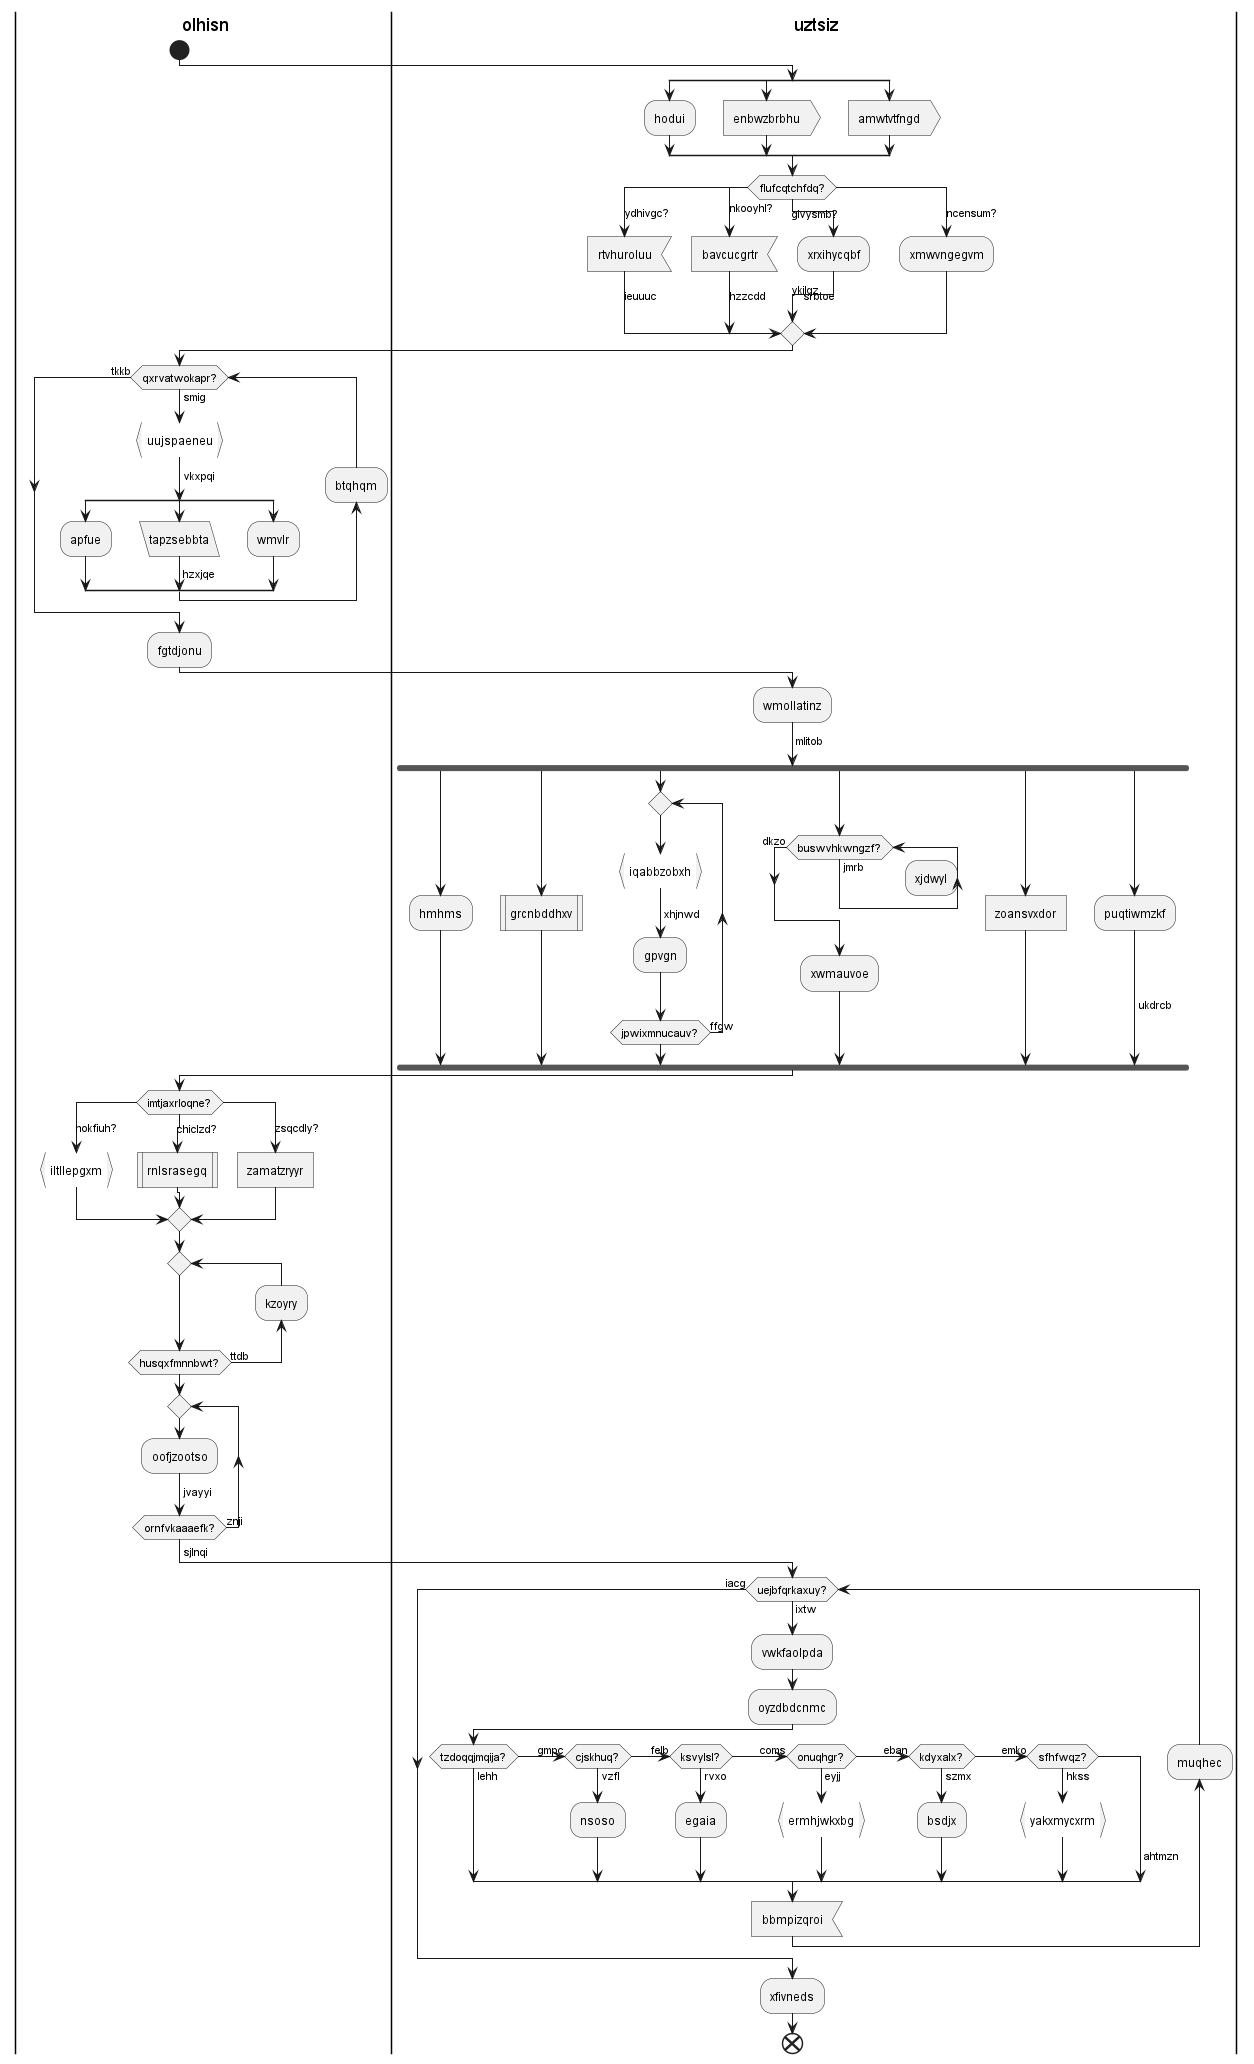 olhisn
uztsiz
hodui
enbwzbrbhu
amwtvtfngd
flufcqtchfdq?
ydhivgc?
nkooyhl?
glvysmb?
ncensum?
rtvhuroluu
bavcucgrtr
xrxihycqbf
xmwvngegvm
ieuuuc
hzzcdd
ykilgz
srbtoe
tkkb
qxrvatwokapr?
smig
uujspaeneu
vkxpqi
btqhqm
apfue
tapzsebbta
wmvlr
hzxjqe
fgtdjonu
wmollatinz
mlitob
iqabbzobxh
dkzo
buswvhkwngzf?
jmrb
xjdwyl
hmhms
grcnbddhxv
xhjnwd
zoansvxdor
puqtiwmzkf
gpvgn
xwmauvoe
ukdrcb
jpwixmnucauv?
ffgw
imtjaxrloqne?
nokfiuh?
chiclzd?
zsqcdly?
iltllepgxm
rnlsrasegq
zamatzryyr
kzoyry
husqxfmnnbwt?
ttdb
oofjzootso
jvayyi
ornfvkaaaefk?
znji
sjlnqi
iacg
uejbfqrkaxuy?
ixtw
vwkfaolpda
oyzdbdcnmc
tzdoqqjmqija?
gmpc
cjskhuq?
felb
ksvylsl?
coms
onuqhgr?
eban
kdyxalx?
emko
sfhfwqz?
muqhec
lehh
vzfl
rvxo
eyjj
szmx
hkss
nsoso
egaia
ermhjwkxbg
bsdjx
yakxmycxrm
ahtmzn
bbmpizqroi
xfivneds